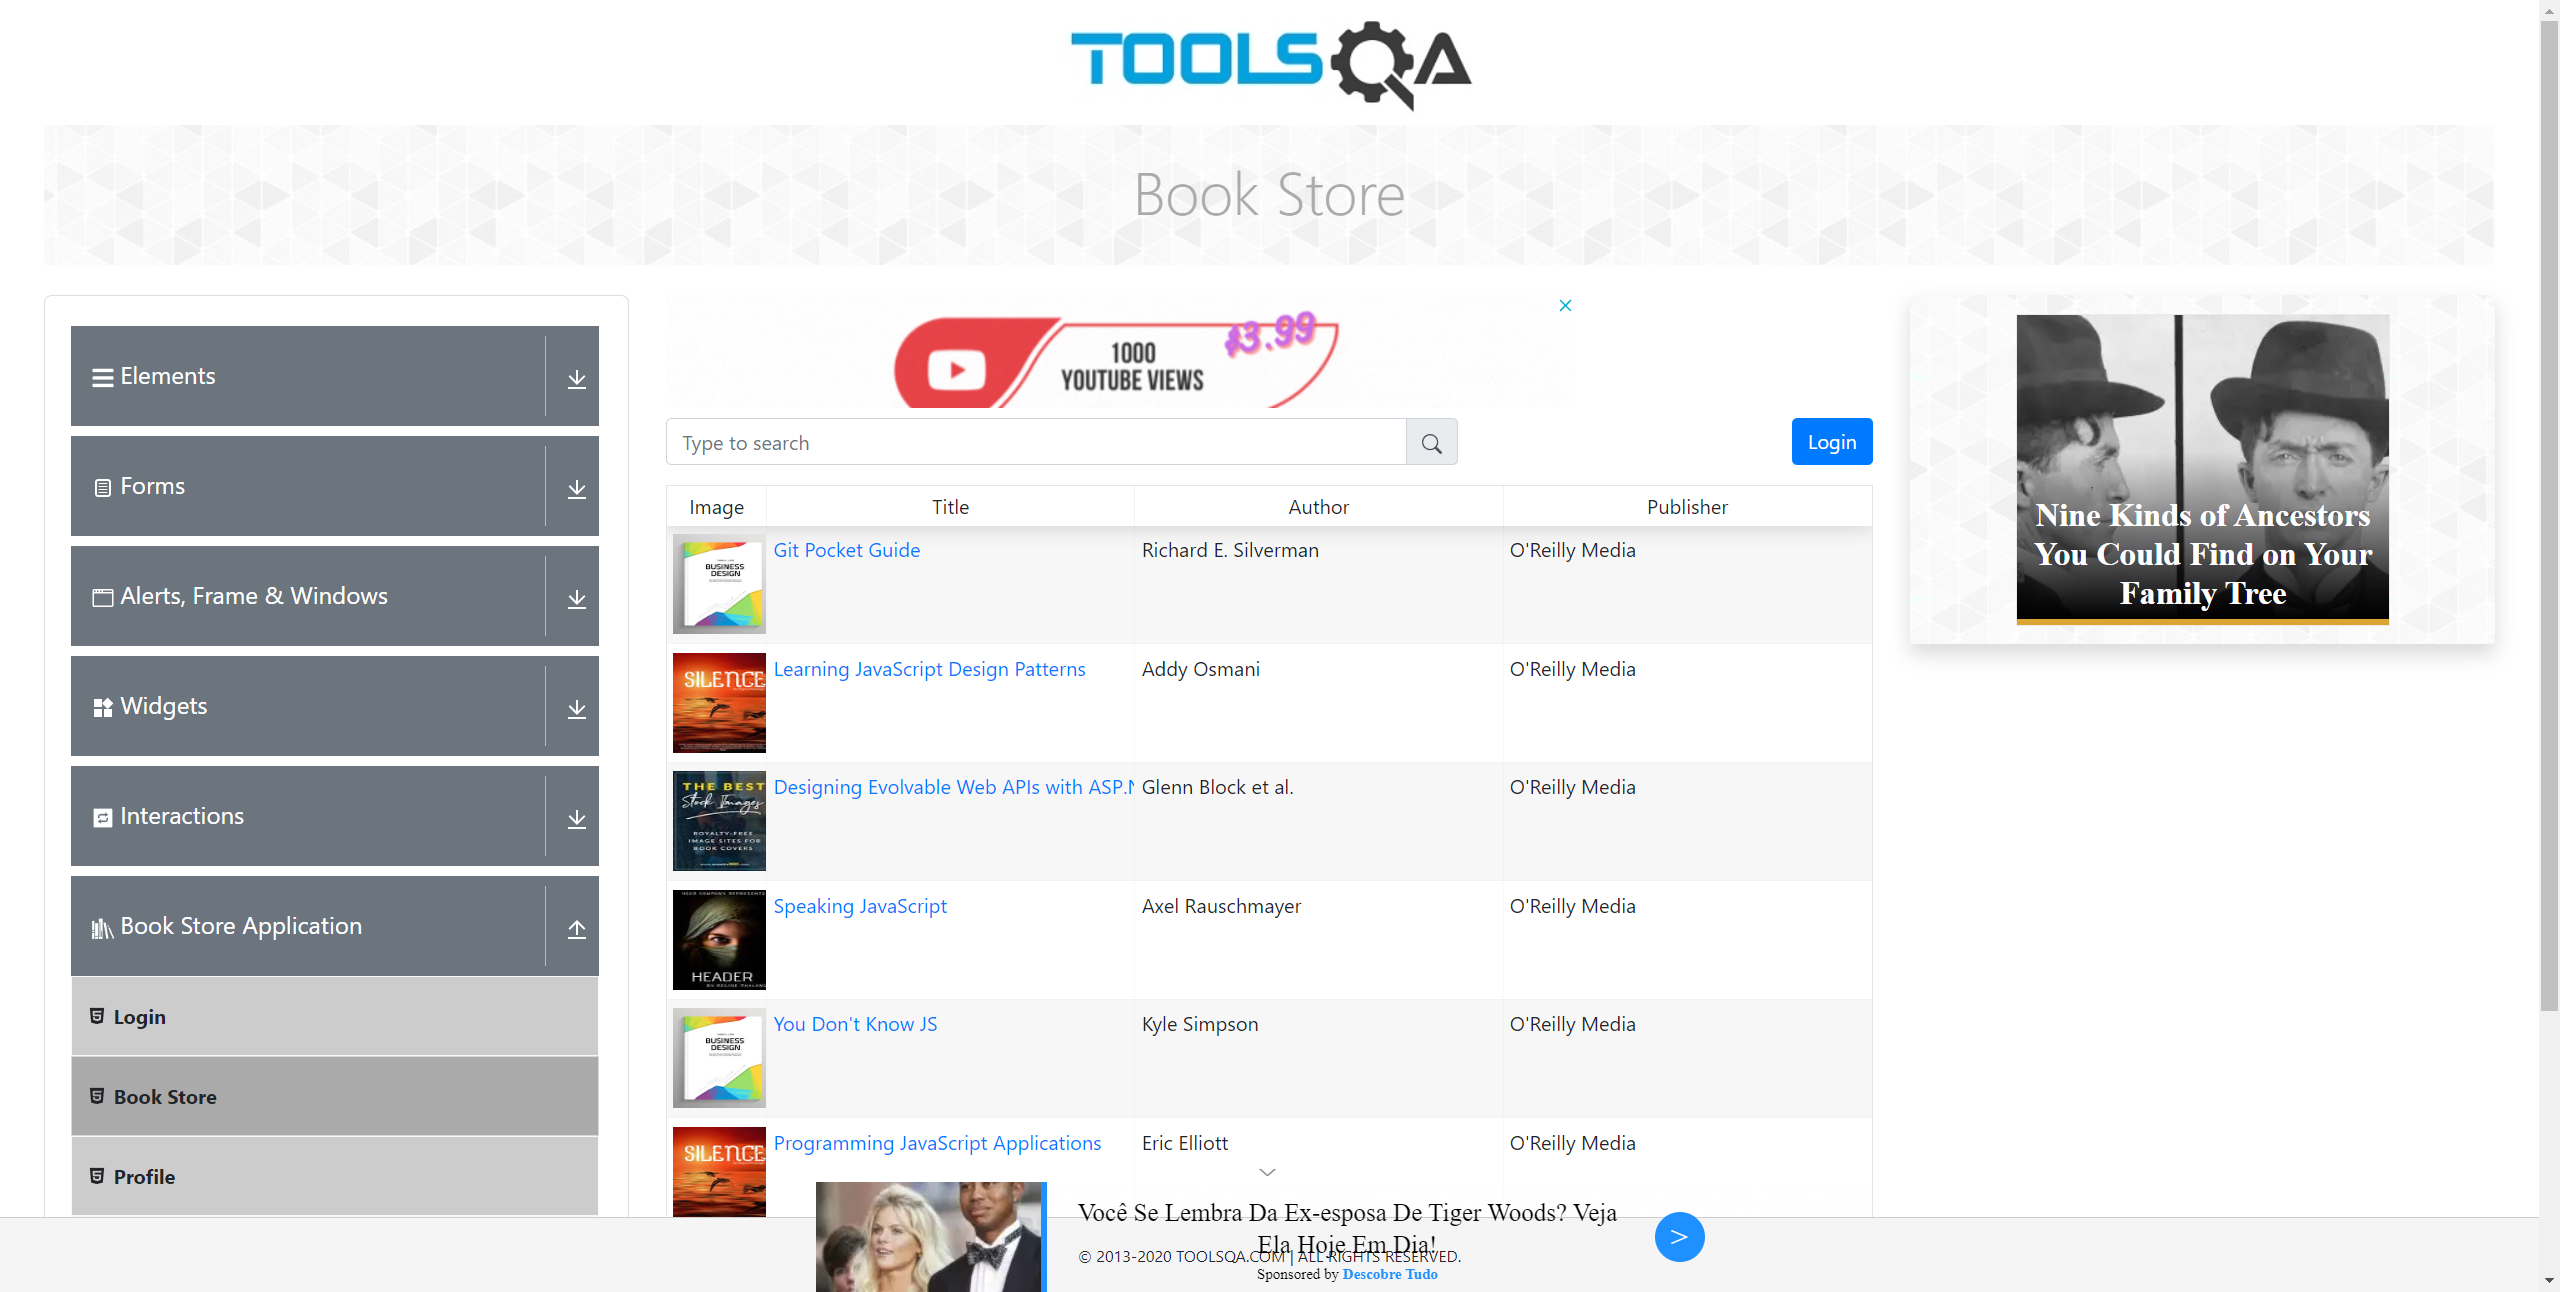 TOOLSQA
Book Store
Elements
Forms
Alerts, Frame & Windows
Widgets
Interactions
Book Store Application
Login
Book Store
Profile
1000
YOUTUBE VIEWS
$3.99
Type to search
Login
Image Title Author Publisher
BUSINESS
DESIGN
Git Pocket Guide Richard E. Silverman O'Reilly Media
SILENCE
Learning JavaScript Design Patterns Addy Osmani O'Reilly Media
THE BEST
Stock Images
ROYALTY-FREE
IMAGE SITES FOR
BOOK COVERS
Designing Evolvable Web APIs with ASP.N Glenn Block et al. O'Reilly Media
YOUR COMPANY REPRESENTS
HEADER
Speaking JavaScript Axel Rauschmayer O'Reilly Media
BUSINESS
DESIGN
You Don't Know JS Kyle Simpson O'Reilly Media
SILENCE
Programming JavaScript Applications Eric Elliott O'Reilly Media
Nine Kinds of Ancestors
You Could Find on Your
Family Tree
Você Se Lembra Da Ex-esposa De Tiger Woods? Veja
Ela Hoje Em Dia!
© 2013-2020 TOOLSQA.COM | ALL RIGHTS RESERVED.
Sponsored by Descobre Tudo